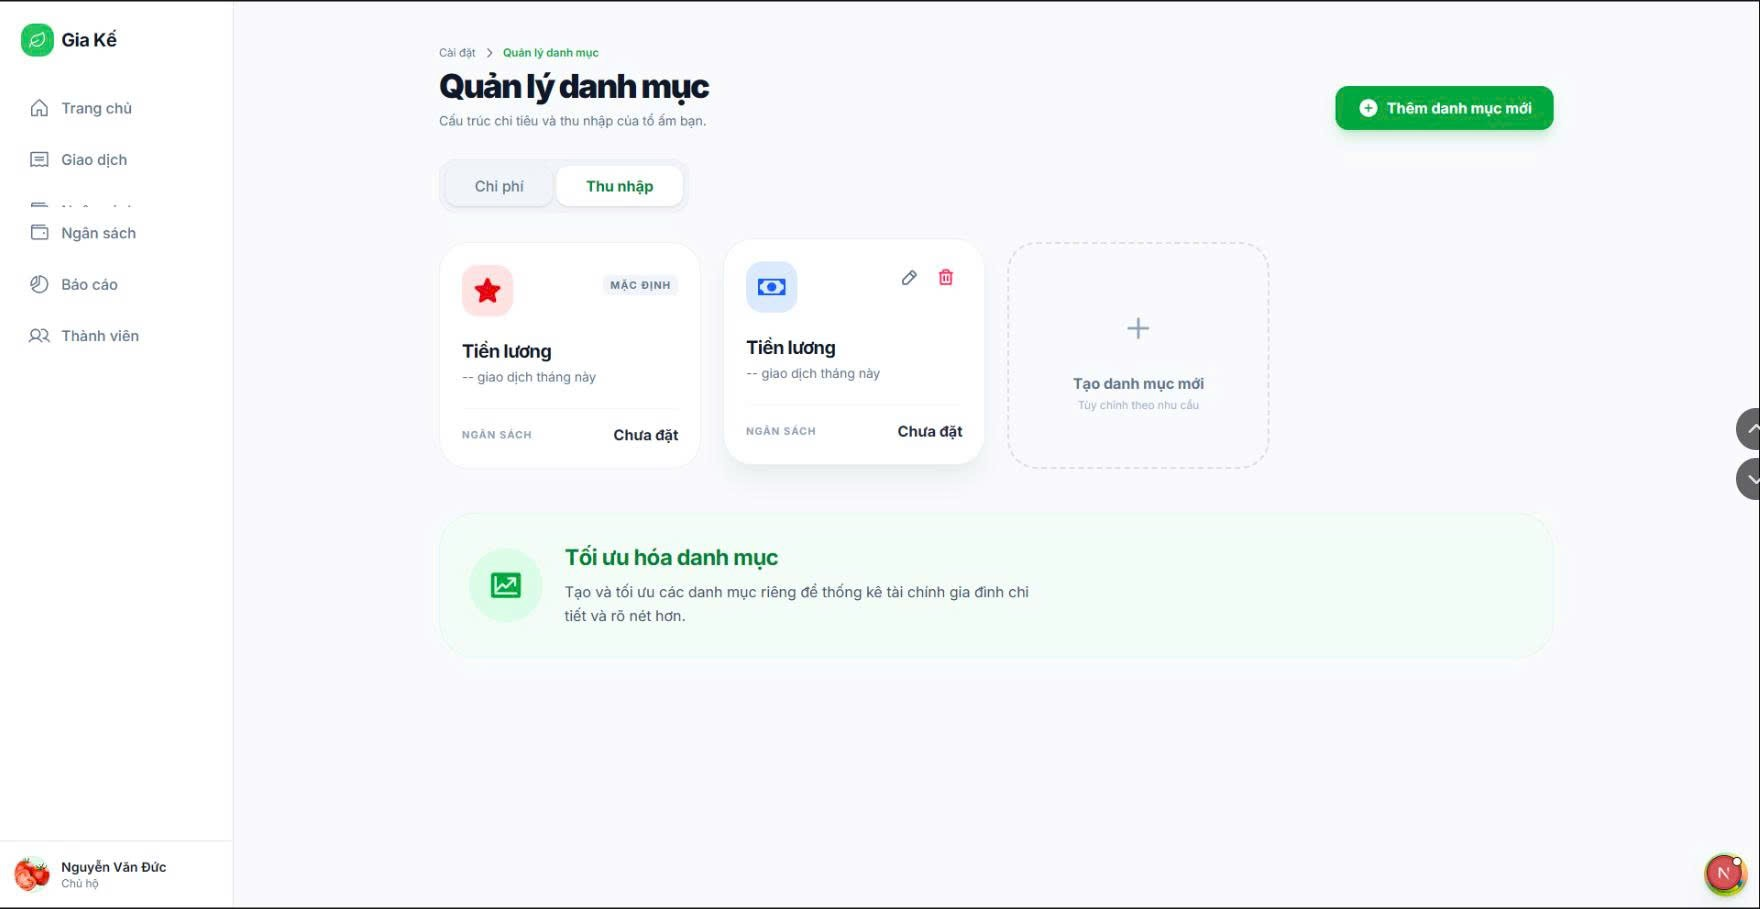 Gia Kế
Trang chủ
Giao dịch
Ngân sách
Báo cáo
Thành viên
Nguyễn Văn Đức
Chủ hộ
Cài đặt > Quản lý danh mục
Quản lý danh mục
Cấu trúc chi tiêu và thu nhập của tổ ấm bạn.
Thêm danh mục mới
Chi phí
Thu nhập
MẶC ĐỊNH
Tiền lương
-- giao dịch tháng này
NGÂN SÁCH
Chưa đặt
Tiền lương
-- giao dịch tháng này
NGÂN SÁCH
Chưa đặt
Tạo danh mục mới
Tùy chỉnh theo nhu cầu
Tối ưu hóa danh mục
Tạo và tối ưu các danh mục riêng để thống kê tài chính gia đình chi
tiết và rõ nét hơn.
N